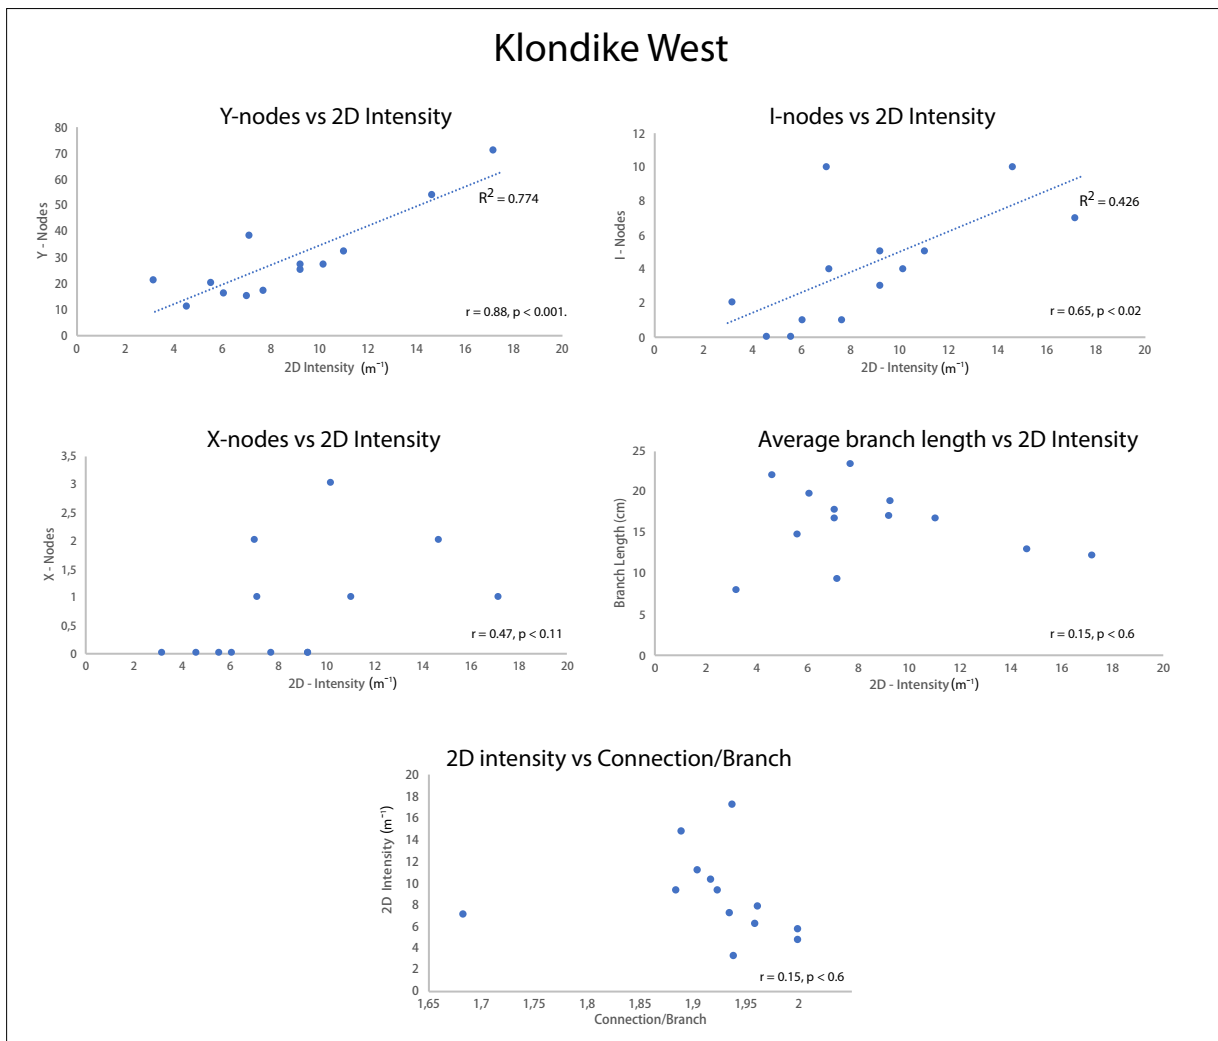 Klondike West
Y-nodes vs 2D Intensity
80
70
60
50
40
30
20
10
0
Y - Nodes
R² = 0.774
r = 0.88, p < 0.001.
0 2 4 6 8 10 12 14 16 18 20
2D Intensity (m⁻¹)
I-nodes vs 2D Intensity
12
10
8
6
4
2
0
I - Nodes
R² = 0.426
r = 0.65, p < 0.02
0 2 4 6 8 10 12 14 16 18 20
2D - Intensity (m⁻¹)
X-nodes vs 2D Intensity
3,5
3
2,5
2
1,5
1
0,5
0
X - Nodes
r = 0.47, p < 0.11
0 2 4 6 8 10 12 14 16 18 20
2D - Intensity (m⁻¹)
Average branch length vs 2D Intensity
25
20
15
10
5
0
Branch Length (cm)
r = 0.15, p < 0.6
0 2 4 6 8 10 12 14 16 18 20
2D - Intensity (m⁻¹)
2D intensity vs Connection/Branch
20
18
16
14
12
10
8
6
4
2
0
2D Intensity (m⁻¹)
r = 0.15, p < 0.6
1,65 1,7 1,75 1,8 1,85 1,9 1,95 2
Connection/Branch